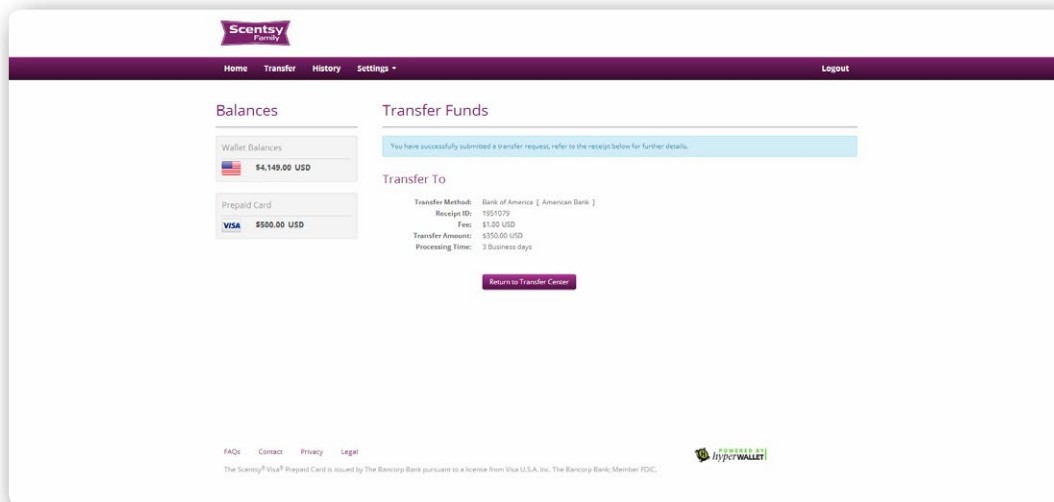 Scentsy
Family
Home Transfer History Settings Logout
Balances
Wallet Balances
$4,149.00 USD
Prepaid Card
VISA $500.00 USD
Transfer Funds
You have successfully submitted a transfer request, refer to the receipt below for further details.
Transfer To
Transfer Method: Bank of America [ American Bank ]
Receipt ID: 1951079
Fee: $1.00 USD
Transfer Amount: $350.00 USD
Processing Time: 3 Business days
Return to Transfer Center
FAQs Contact Privacy Legal
POWERED BY
hyperWALLET
The Scentsy® Visa® Prepaid Card is issued by The Bancorp Bank pursuant to a license from Visa U.S.A. Inc. The Bancorp Bank; Member FDIC.